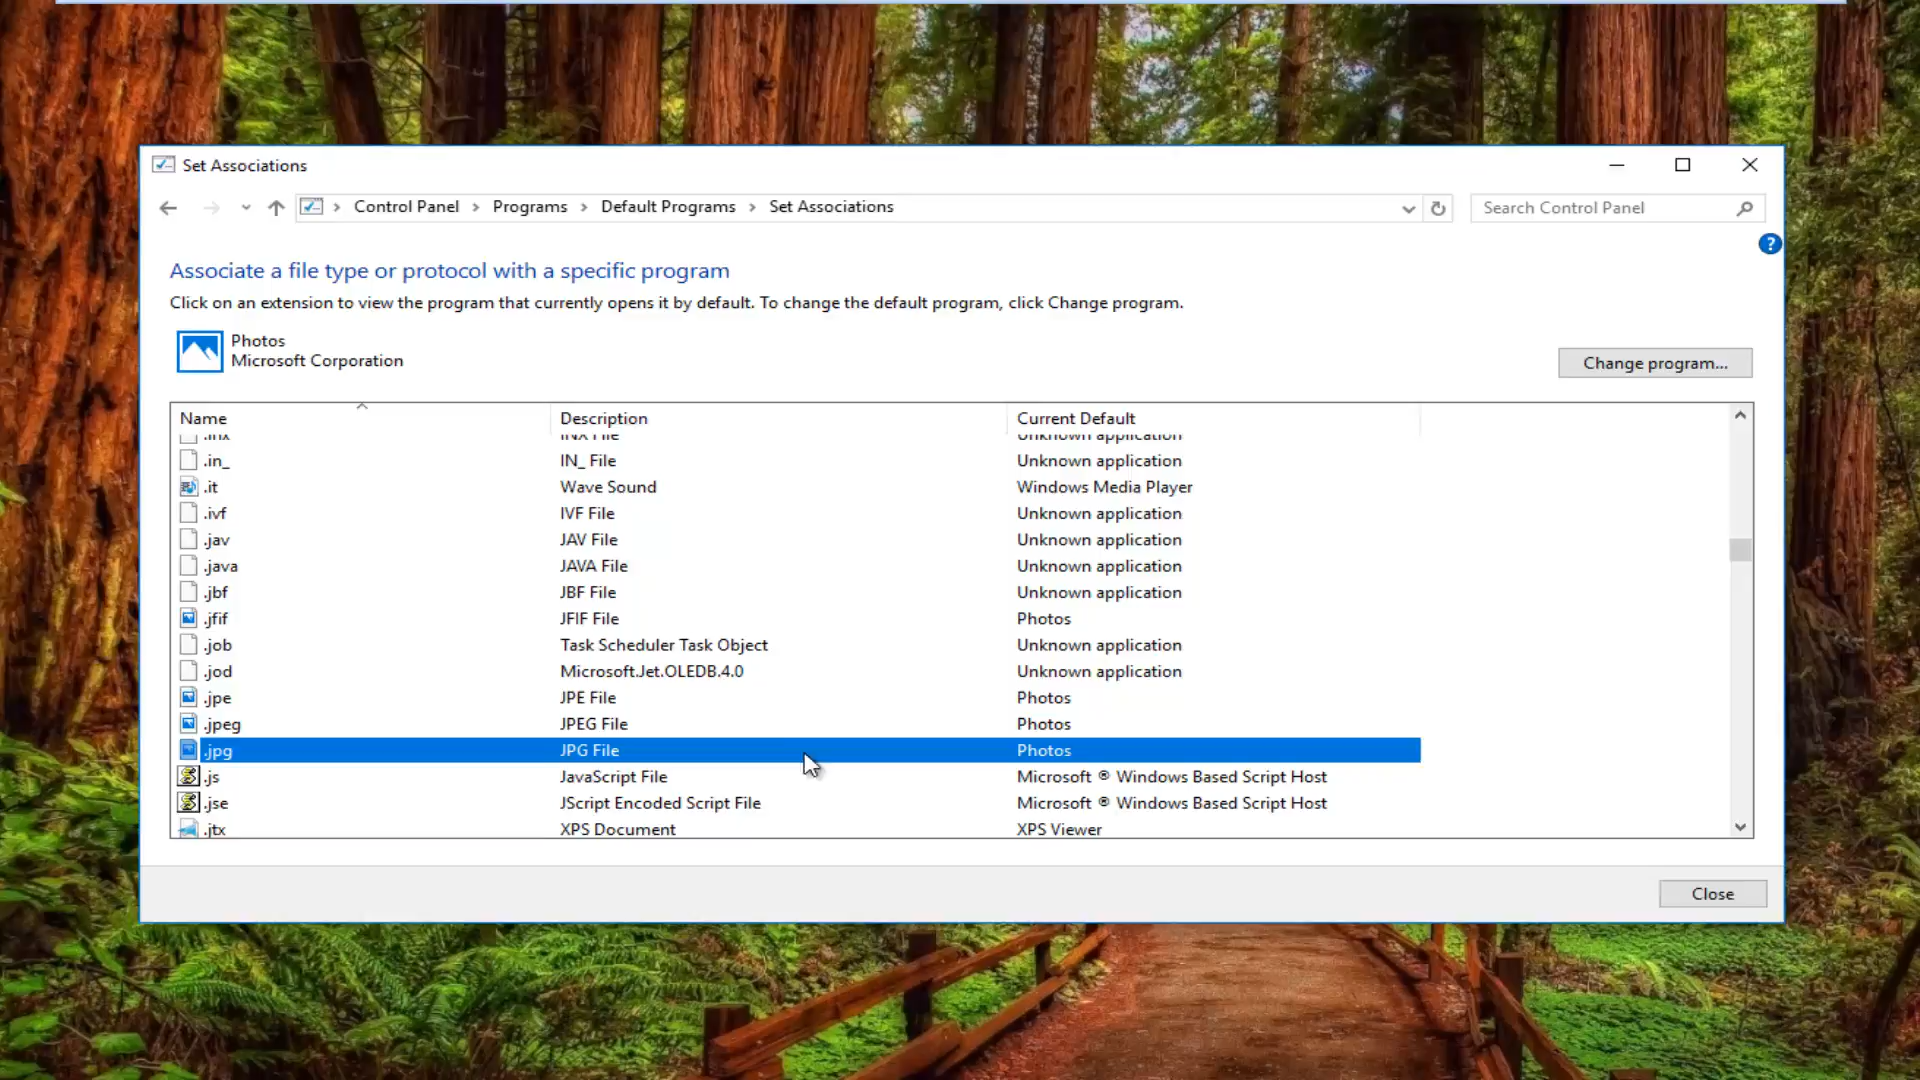 Set Associations
Control Panel > Programs > Default Programs > Set Associations
Search Control Panel
?
Associate a file type or protocol with a specific program
Click on an extension to view the program that currently opens it by default. To change the default program, click Change program.
Photos
Microsoft Corporation
Change program...
Name Description Current Default
.inx INX File Unknown application
.in_ IN_ File Unknown application
.it Wave Sound Windows Media Player
.ivf IVF File Unknown application
.jav JAV File Unknown application
.java JAVA File Unknown application
.jbf JBF File Unknown application
.jfif JFIF File Photos
.job Task Scheduler Task Object Unknown application
.jod Microsoft.Jet.OLEDB.4.0 Unknown application
.jpe JPE File Photos
.jpeg JPEG File Photos
.jpg JPG File Photos
.js JavaScript File Microsoft ® Windows Based Script Host
.jse JScript Encoded Script File Microsoft ® Windows Based Script Host
.jtx XPS Document XPS Viewer
Close